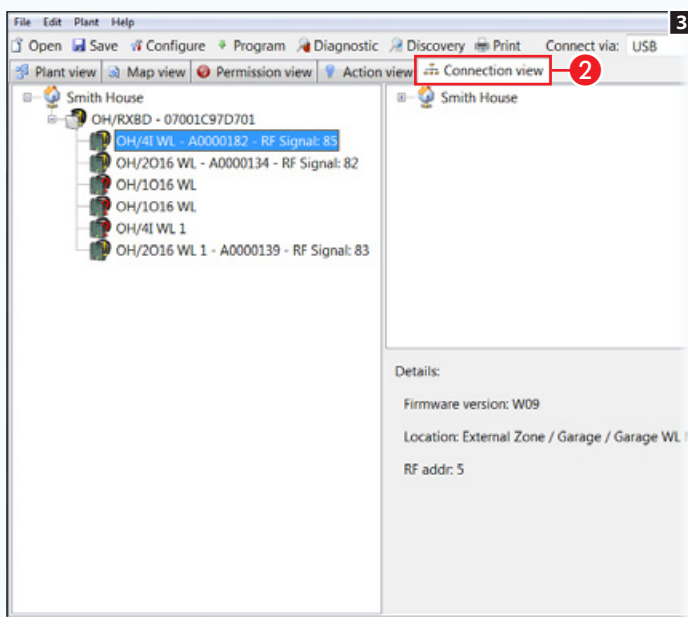 File Edit Plant Help
3
Open Save Configure Program Diagnostic Discovery Print Connect via: USB
Plant view Map view Permission view Action view Connection view
2
Smith House
OH/RXBD - 07001C97D701
OH/4I WL - A0000182 - RF Signal: 85
OH/2O16 WL - A0000134 - RF Signal: 82
OH/1O16 WL
OH/1O16 WL
OH/4I WL 1
OH/2O16 WL 1 - A0000139 - RF Signal: 83
Smith House
Details:
Firmware version: W09
Location: External Zone / Garage / Garage WL
RF addr: 5